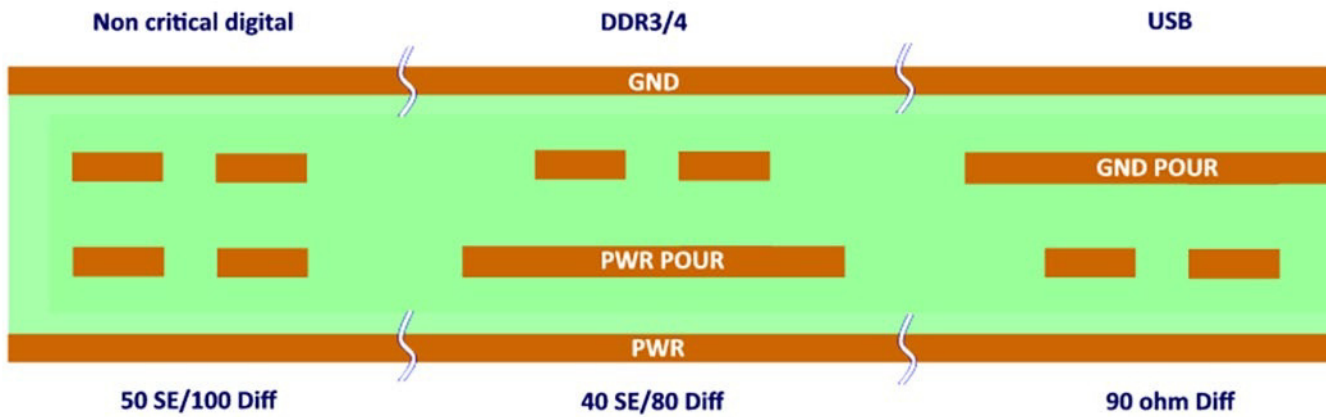 Non critical digital
DDR3/4
USB
GND
GND POUR
PWR POUR
PWR
50 SE/100 Diff
40 SE/80 Diff
90 ohm Diff